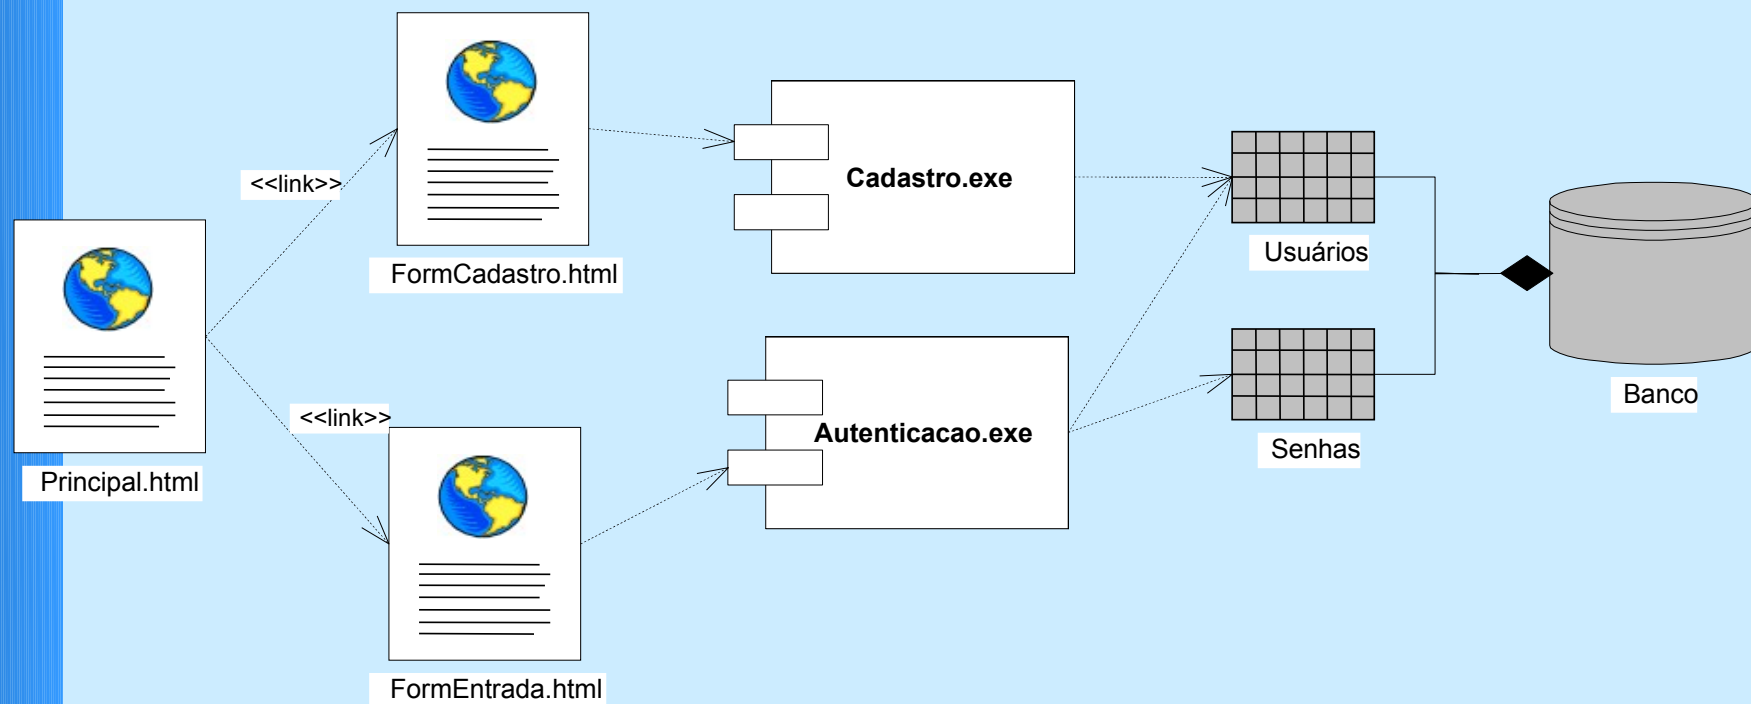 <<link>>
FormCadastro.html
Cadastro.exe
Usuários
Principal.html
<<link>>
FormEntrada.html
Autenticacao.exe
Senhas
Banco